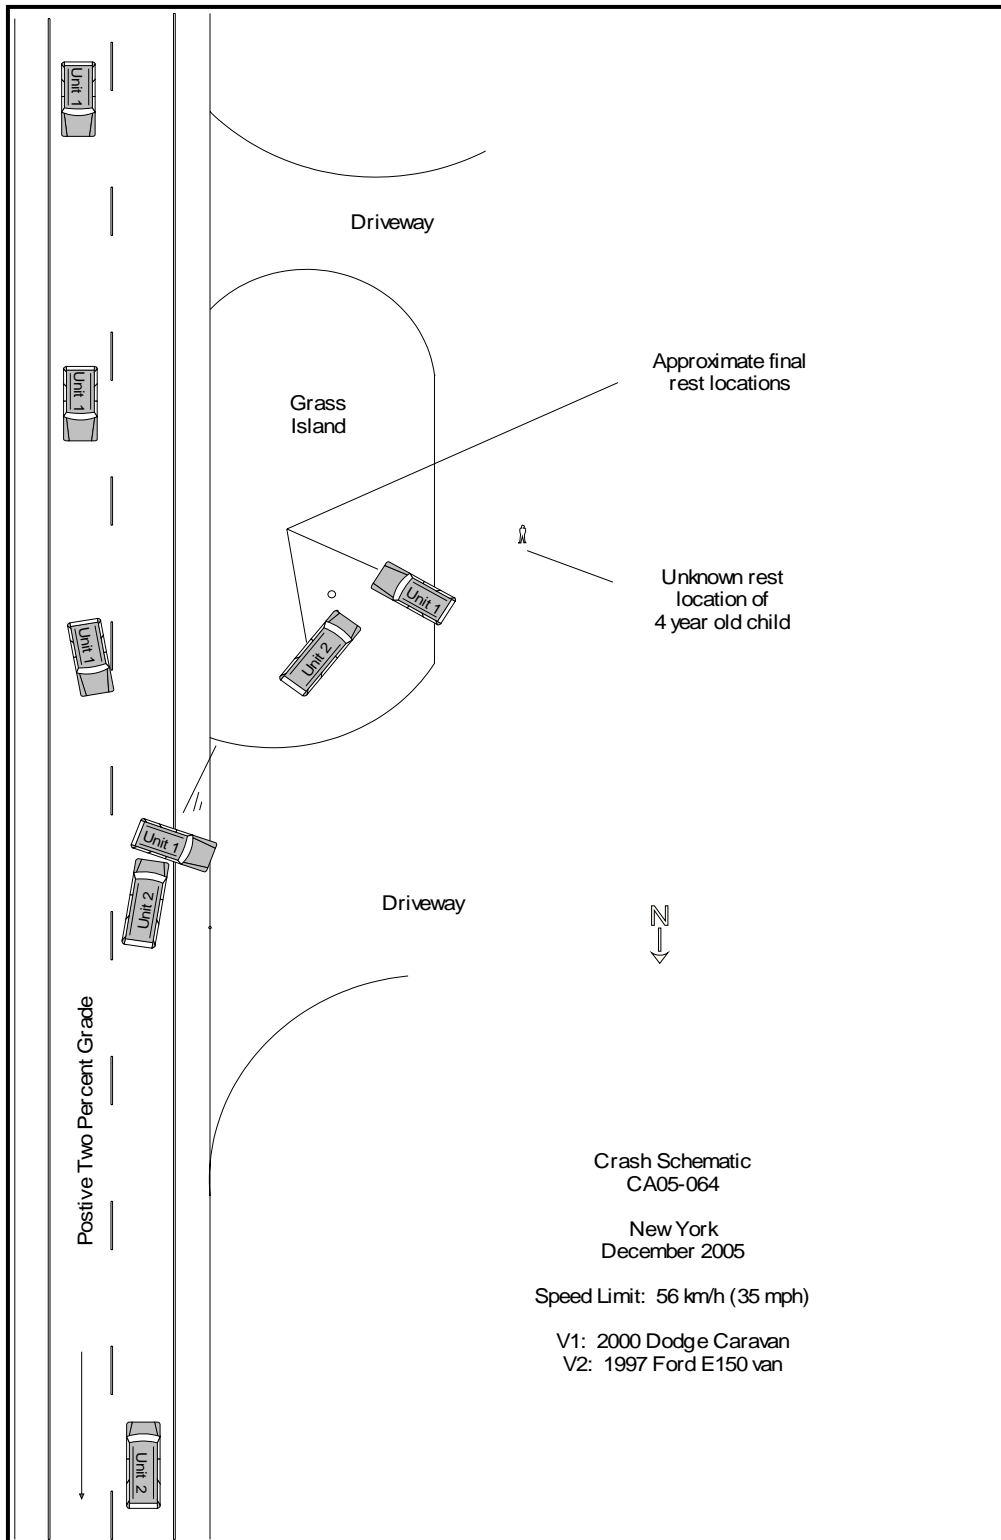 Unit 1
Driveway
Approximate final
rest locations
Unit 1
Grass
Island
Unknown rest
location of
4 year old child
Unit 1
Unit 1
Unit 2
Unit 1
Unit 2
Driveway
N
Postive Two Percent Grade
Crash Schematic
CA05-064
New York
December 2005
Speed Limit: 56 km/h (35 mph)
V1: 2000 Dodge Caravan
V2: 1997 Ford E150 van
Unit 2